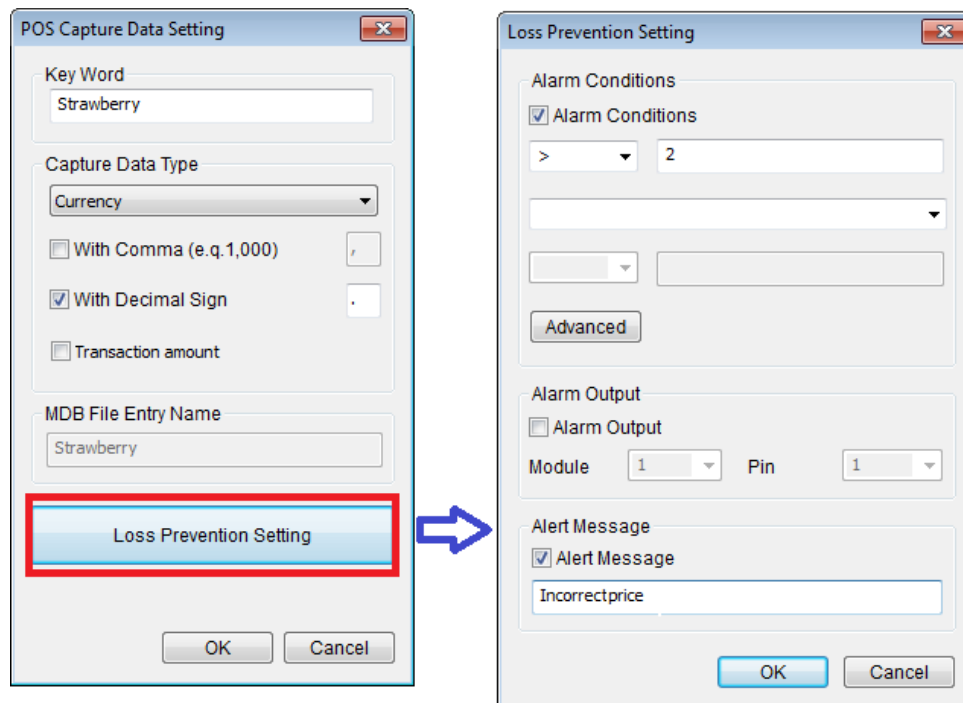 POS Capture Data Setting
Key Word
Strawberry
Capture Data Type
Currency
With Comma (e.q.1,000)
,
With Decimal Sign
.
Transaction amount
MDB File Entry Name
Strawberry
Loss Prevention Setting
OK
Cancel
Loss Prevention Setting
Alarm Conditions
Alarm Conditions
>
2
Advanced
Alarm Output
Alarm Output
Module
1
Pin
1
Alert Message
Alert Message
Incorrectprice
OK
Cancel